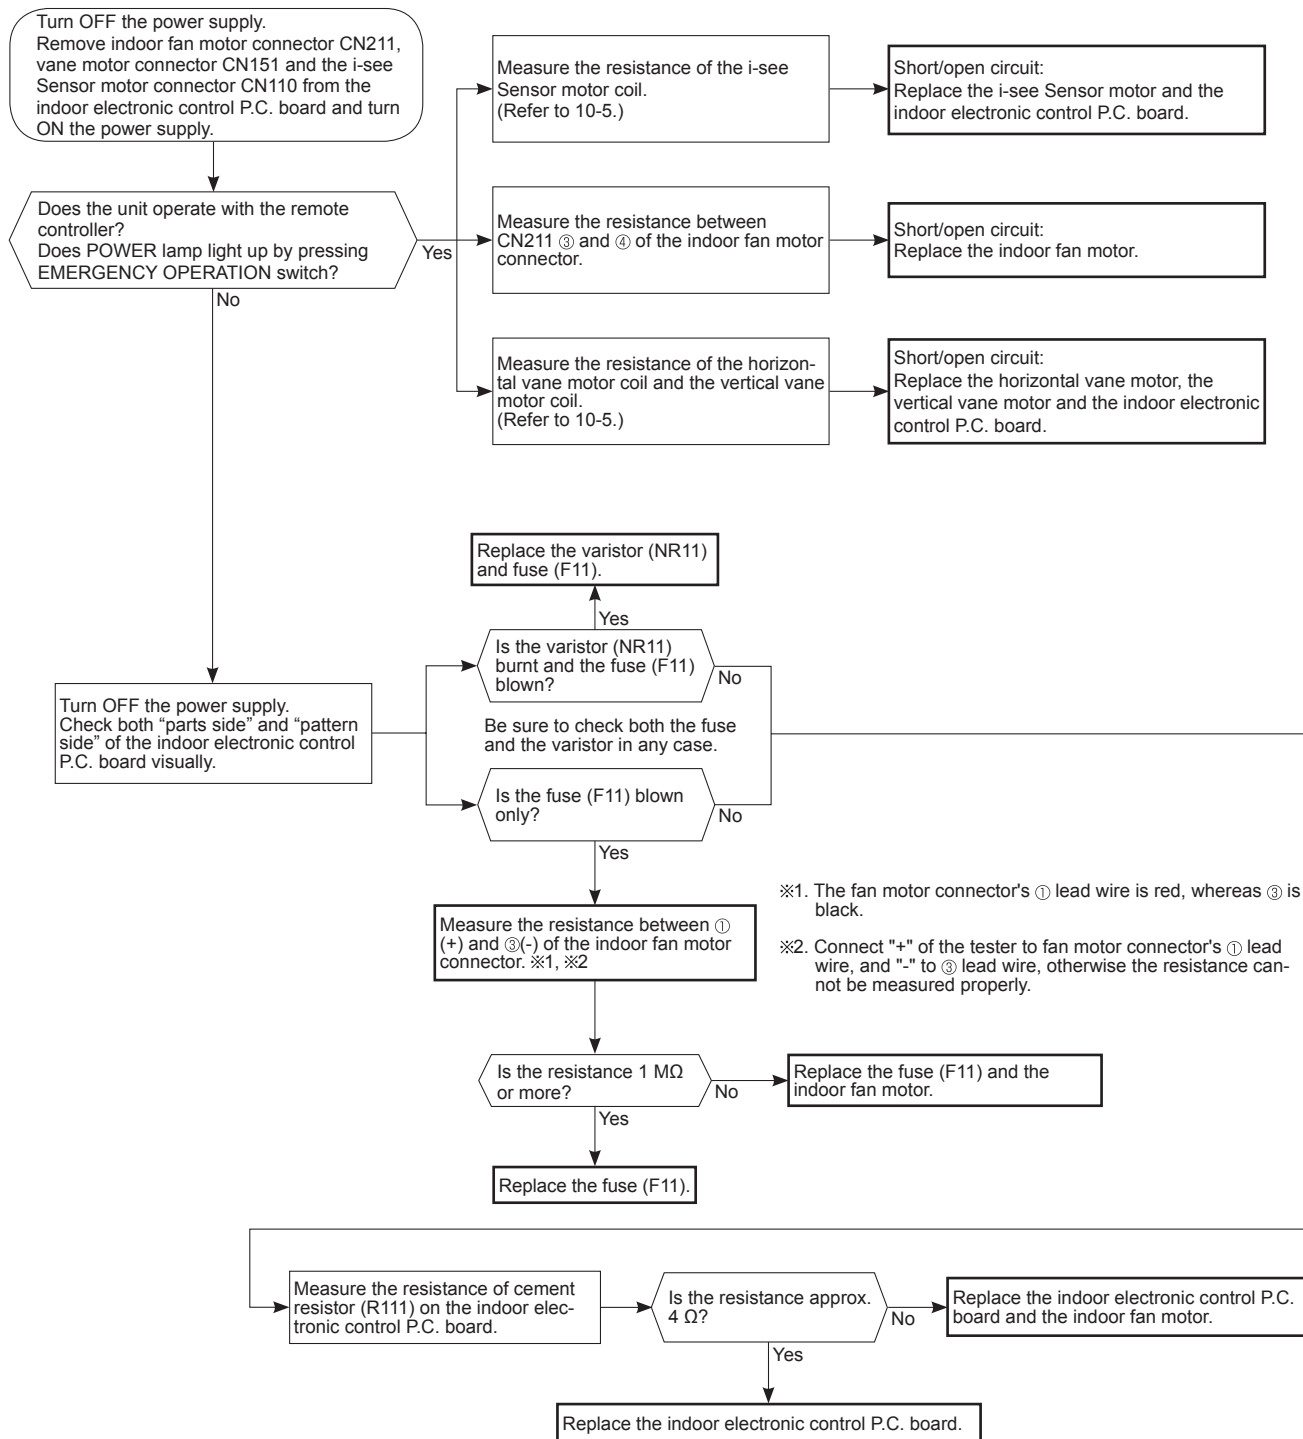 Turn OFF the power supply.
Remove indoor fan motor connector CN211,
vane motor connector CN151 and the i-see
Sensor motor connector CN110 from the
indoor electronic control P.C. board and turn
ON the power supply.
Does the unit operate with the remote
controller?
Does POWER lamp light up by pressing
EMERGENCY OPERATION switch?
Yes
No
Measure the resistance of the i-see
Sensor motor coil.
(Refer to 10-5.)
Short/open circuit:
Replace the i-see Sensor motor and the
indoor electronic control P.C. board.
Measure the resistance between
CN211 ③ and ④ of the indoor fan motor
connector.
Short/open circuit:
Replace the indoor fan motor.
Measure the resistance of the horizon-
tal vane motor coil and the vertical vane
motor coil.
(Refer to 10-5.)
Short/open circuit:
Replace the horizontal vane motor, the
vertical vane motor and the indoor electronic
control P.C. board.
Turn OFF the power supply.
Check both “parts side” and “pattern
side” of the indoor electronic control
P.C. board visually.
Replace the varistor (NR11)
and fuse (F11).
Yes
Is the varistor (NR11)
burnt and the fuse (F11)
blown?
No
Be sure to check both the fuse
and the varistor in any case.
Is the fuse (F11) blown
only?
No
Yes
Measure the resistance between ①
(+) and ③(-) of the indoor fan motor
connector. ※1, ※2
※1. The fan motor connector's ① lead wire is red, whereas ③ is
black.
※2. Connect "+" of the tester to fan motor connector's ① lead
wire, and "-" to ③ lead wire, otherwise the resistance can-
not be measured properly.
Is the resistance 1 MΩ
or more?
No
Replace the fuse (F11) and the
indoor fan motor.
Yes
Replace the fuse (F11).
Measure the resistance of cement
resistor (R111) on the indoor elec-
tronic control P.C. board.
Is the resistance approx.
4 Ω?
No
Replace the indoor electronic control P.C.
board and the indoor fan motor.
Yes
Replace the indoor electronic control P.C. board.